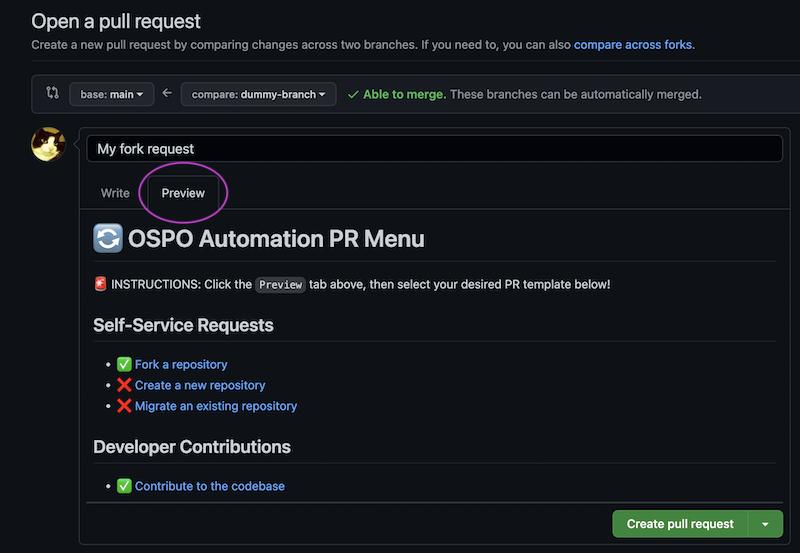 Open a pull request
Create a new pull request by comparing changes across two branches. If you need to, you can also compare across forks.
base: main
compare: dummy-branch
Able to merge. These branches can be automatically merged.
My fork request
Write
Preview
OSPO Automation PR Menu
INSTRUCTIONS: Click the Preview tab above, then select your desired PR template below!
Self-Service Requests
Fork a repository
Create a new repository
Migrate an existing repository
Developer Contributions
Contribute to the codebase
Create pull request